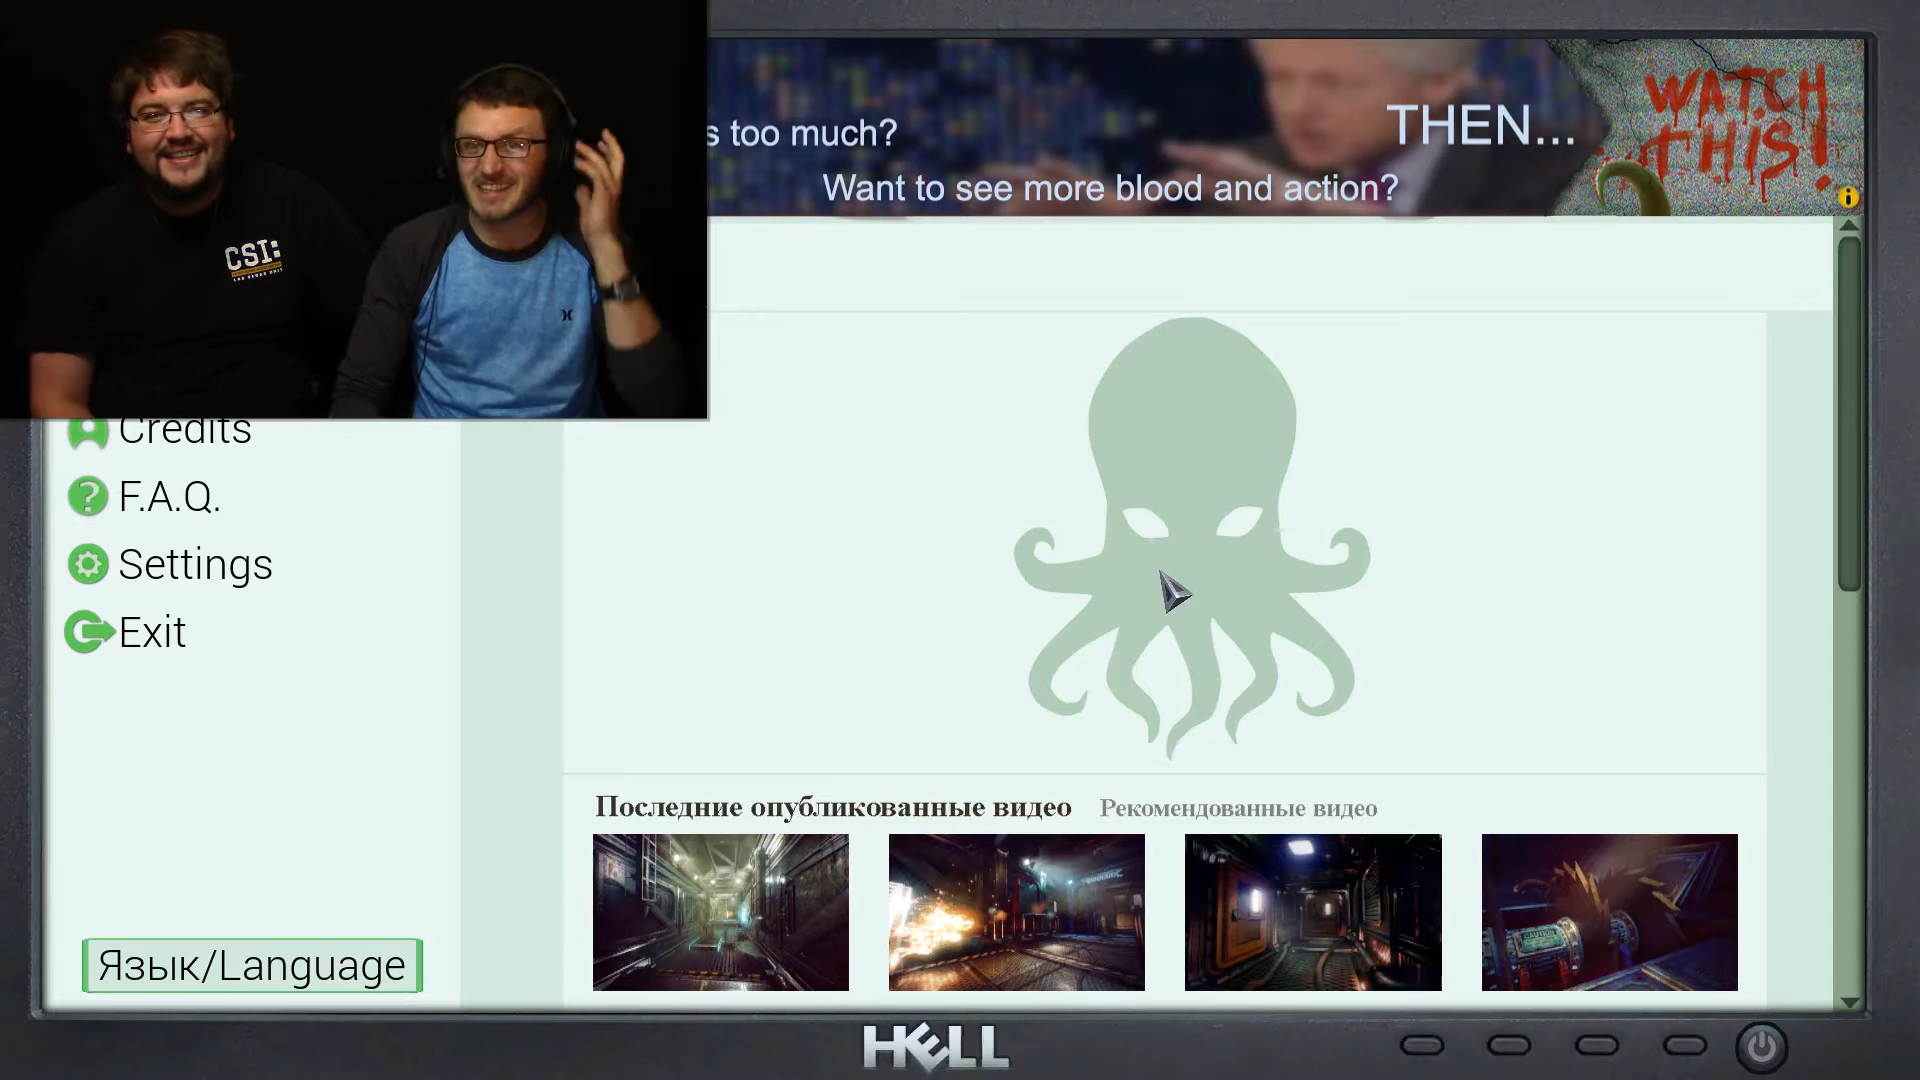 s too much?
THEN...
Want to see more blood and action?
WATCH
THIS!
CSI:
Credits
F.A.Q.
Settings
Exit
Последние опубликованные видео
Рекомендованные видео
Язык/Language
HELL